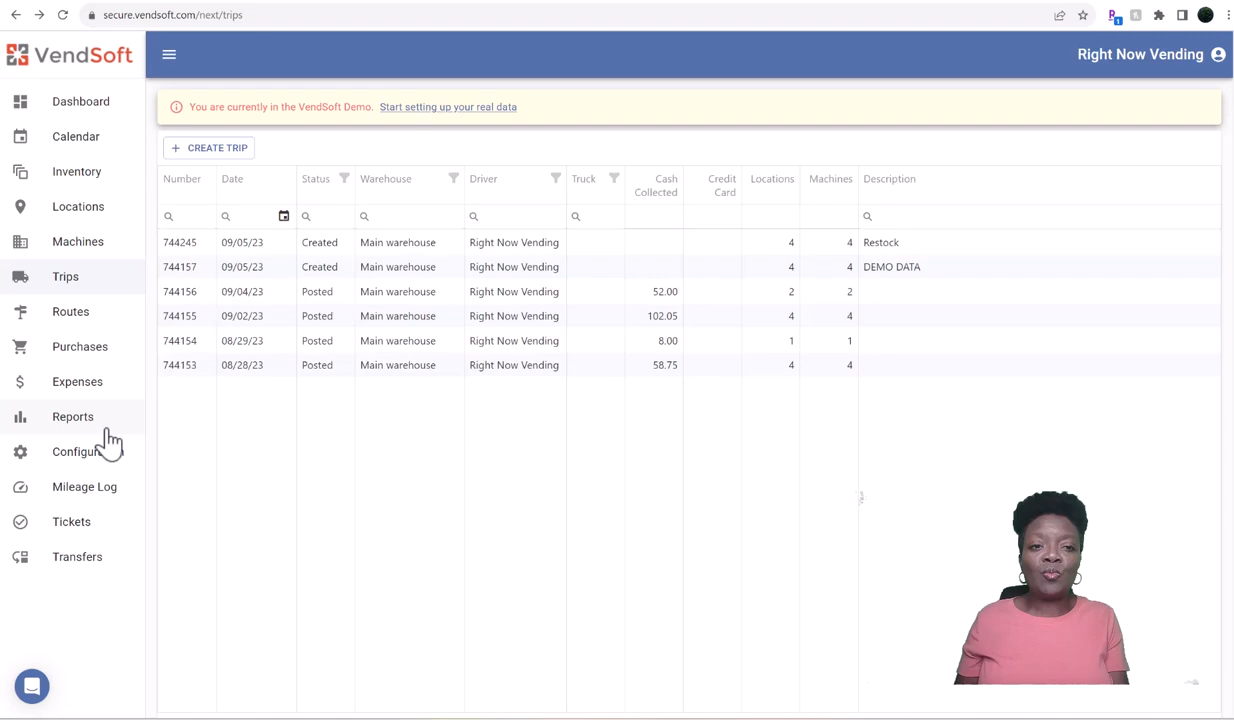 secure.vendsoft.com/next/trips
1
VendSoft
Right Now Vending
You are currently in the VendSoft Demo. Start setting up your real data
Dashboard
Calendar
Inventory
Locations
Machines
Trips
Routes
Purchases
Expenses
Reports
Mileage Log
Tickets
Transfers
+ CREATE TRIP
Number Date Status Warehouse Driver Truck Cash Collected Credit Card Locations Machines Description
744245 09/05/23 Created Main warehouse Right Now Vending 4 4 Restock
744157 09/05/23 Created Main warehouse Right Now Vending 4 4 DEMO DATA
744156 09/04/23 Posted Main warehouse Right Now Vending 52.00 2 2
744155 09/02/23 Posted Main warehouse Right Now Vending 102.05 4 4
744154 08/29/23 Posted Main warehouse Right Now Vending 8.00 1 1
744153 08/28/23 Posted Main warehouse Right Now Vending 58.75 4 4